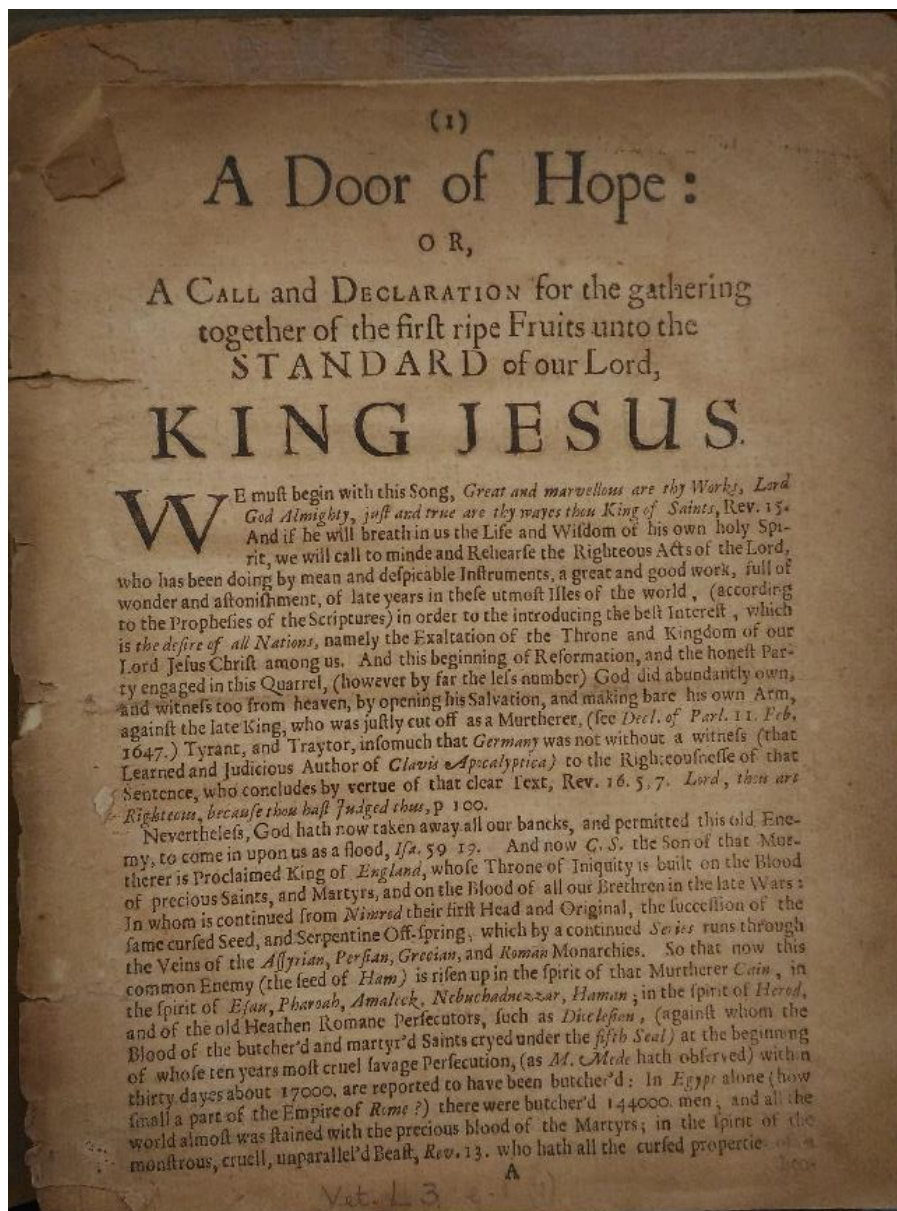 (1)
A Door of Hope:
OR,
A CALL and DECLARATION for the gathering
together of the firſt ripe Fruits unto the
STANDARD of our Lord,
KING JESUS.
WE muſt begin with this Song, Great and marvellous are thy Works, Lord
God Almighty, juſt and true are thy wayes thou King of Saints, Rev. 15.
And if he will breath in us the Life and Wiſdom of his own holy Spi-
rit, we will call to minde and Rehearſe the Righteous Acts of the Lord,
who has been doing by mean and deſpicable Inſtruments, a great and good work, full of
wonder and aſtoniſhment, of late years in theſe utmoſt Iſles of the world, (according
to the Propheſies of the Scriptures) in order to the introducing the beſt Intereſt, which
is the deſire of all Nations, namely the Exaltation of the Throne and Kingdom of our
Lord Jeſus Chriſt among us. And this beginning of Reformation, and the honeſt Par-
ty engaged in this Quarrel, (however by far the leſs number) God did abundantly own,
and witneſs too from heaven, by opening his Salvation, and making bare his own Arm,
againſt the late King, who was juſtly cut off as a Murtherer, (ſee Decl. of Parl. 11. Feb,
1647.) Tyrant, and Traytor, inſomuch that Germany was not without a witneſs (that
Learned and Judicious Author of Clavis Apocalyptica) to the Righteouſneſſe of that
Sentence, who concludes by vertue of that clear Text, Rev. 16. 5, 7. Lord, thou art
Righteous, becauſe thou haſt Judged thus, p 100.
Nevertheleſs, God hath now taken away all our bancks, and permitted this old Ene-
my, to come in upon us as a flood, Iſa. 59 19. And now C. S. the Son of that Mur-
therer is Proclaimed King of England, whoſe Throne of Iniquity is built on the Blood
of precious Saints, and Martyrs, and on the Blood of all our Brethren in the late Wars:
In whom is continued from Nimrod their firſt Head and Original, the ſucceſſion of the
ſame curſed Seed, and Serpentine Off-ſpring, which by a continued Series runs through
the Veins of the Aſſyrian, Perſian, Grecian, and Roman Monarchies. So that now this
common Enemy (the ſeed of Ham) is riſen up in the ſpirit of that Murtherer Cain, in
the ſpirit of Eſau, Pharoah, Amaleck, Nebuchadnezzar, Haman; in the ſpirit of Herod,
and of the old Heathen Romane Perſecutors, ſuch as Dioleſian, (againſt whom the
Blood of the butcher'd and martyr'd Saints cryed under the fifth Seal) at the beginning
of whoſe ten years moſt cruel ſavage Perſecution, (as M. Mede hath obſerved) within
thirty dayes about 17000. are reported to have been butcher'd: In Egypt alone (how
ſmall a part of the Empire of Rome?) there were butcher'd 144000. men; and all the
world almoſt was ſtained with the precious blood of the Martyrs; in the ſpirit of the
monſtrous, cruell, unparallel'd Beaſt, Rev. 13. who hath all the curſed propertie
A
Vet. L. 3